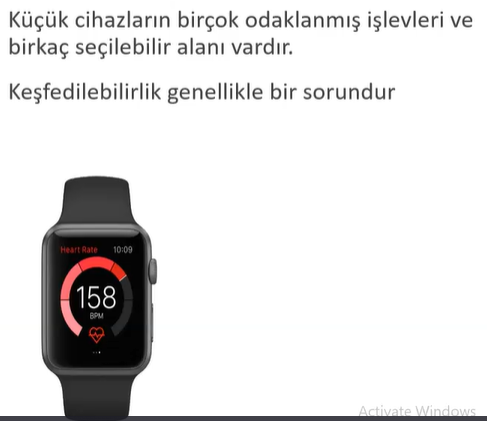 Küçük cihazların birçok odaklanmış işlevleri ve
birkaç seçilebilir alanı vardır.
Keşfedilebilirlik genellikle bir sorundur
Heart Rate 10:09
158
BPM
Activate Windows